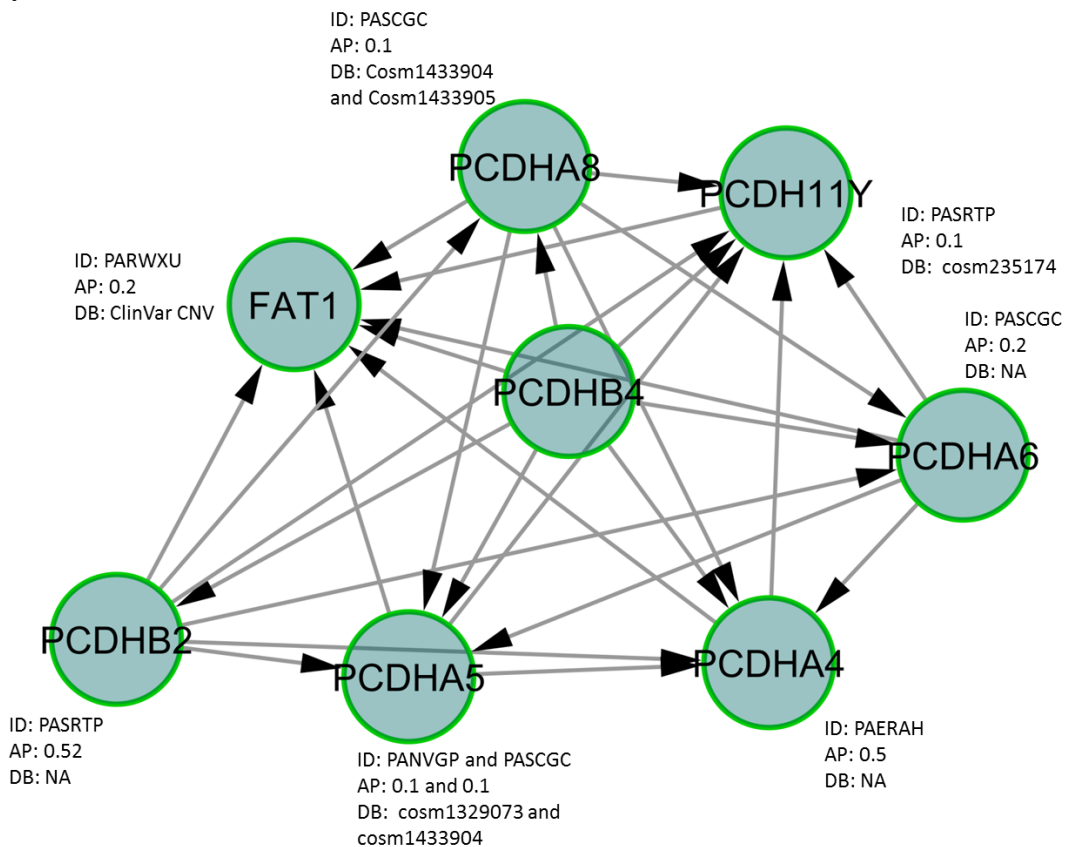 ID: PASCGC
AP: 0.1
DB: Cosm1433904
and Cosm1433905
PCDHA8
PCDH11Y
ID: PASRTP
AP: 0.1
DB:  cosm235174
ID: PARWXU
AP: 0.2
DB: ClinVar CNV
FAT1
ID: PASCGC
AP: 0.2
DB: NA
PCDHB4
PCDHA6
PCDHB2
PCDHA5
PCDHA4
ID: PASRTP
AP: 0.52
DB: NA
ID: PANVGP and PASCGC
AP: 0.1 and 0.1
DB:  cosm1329073 and
cosm1433904
ID: PAERAH
AP: 0.5
DB: NA